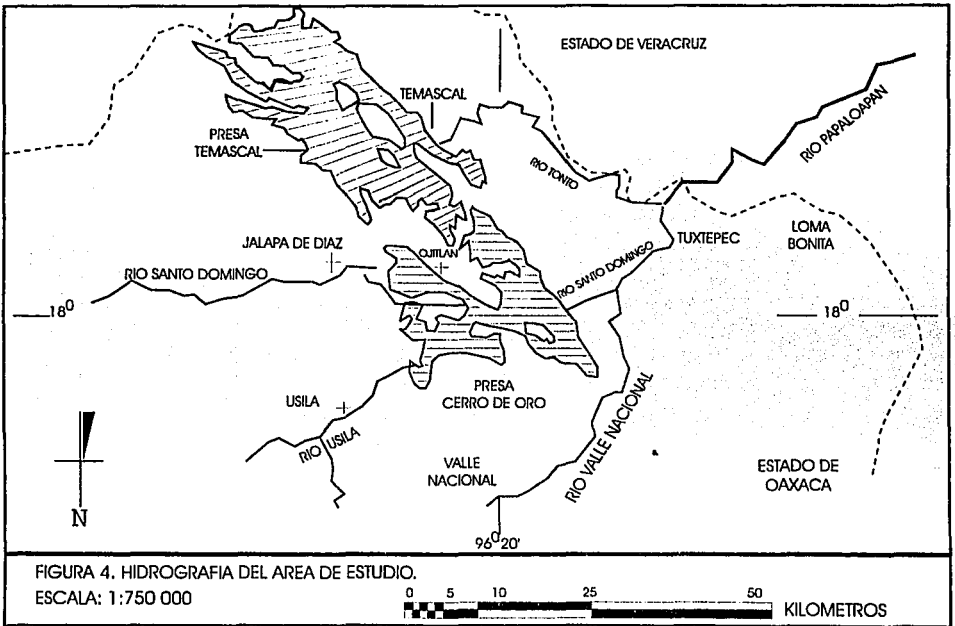 ESTADO DE VERACRUZ
TEMASCAL
PRESA
TEMASCAL
RIO PAPALOAPAN
RIO TONTO
JALAPA DE DIAZ
OJITLAN
TUXTEPEC
LOMA
BONITA
RIO SANTO DOMINGO
RIO SANTO DOMINGO
18⁰
18⁰
PRESA
CERRO DE ORO
USILA
RIO USILA
VALLE
NACIONAL
RIO VALLE NACIONAL
ESTADO DE
OAXACA
N
96⁰ 20'
FIGURA 4. HIDROGRAFIA DEL AREA DE ESTUDIO.
ESCALA: 1:750 000
0 5 10 25 50
KILOMETROS